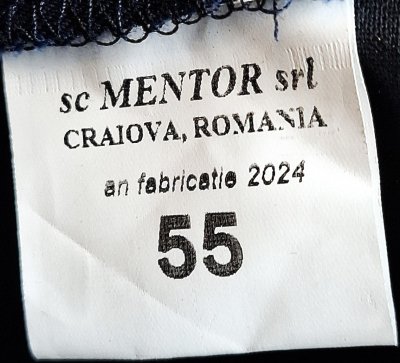 sc MENTOR srl
CRAIOVA, ROMANIA
an fabricatie 2024
55